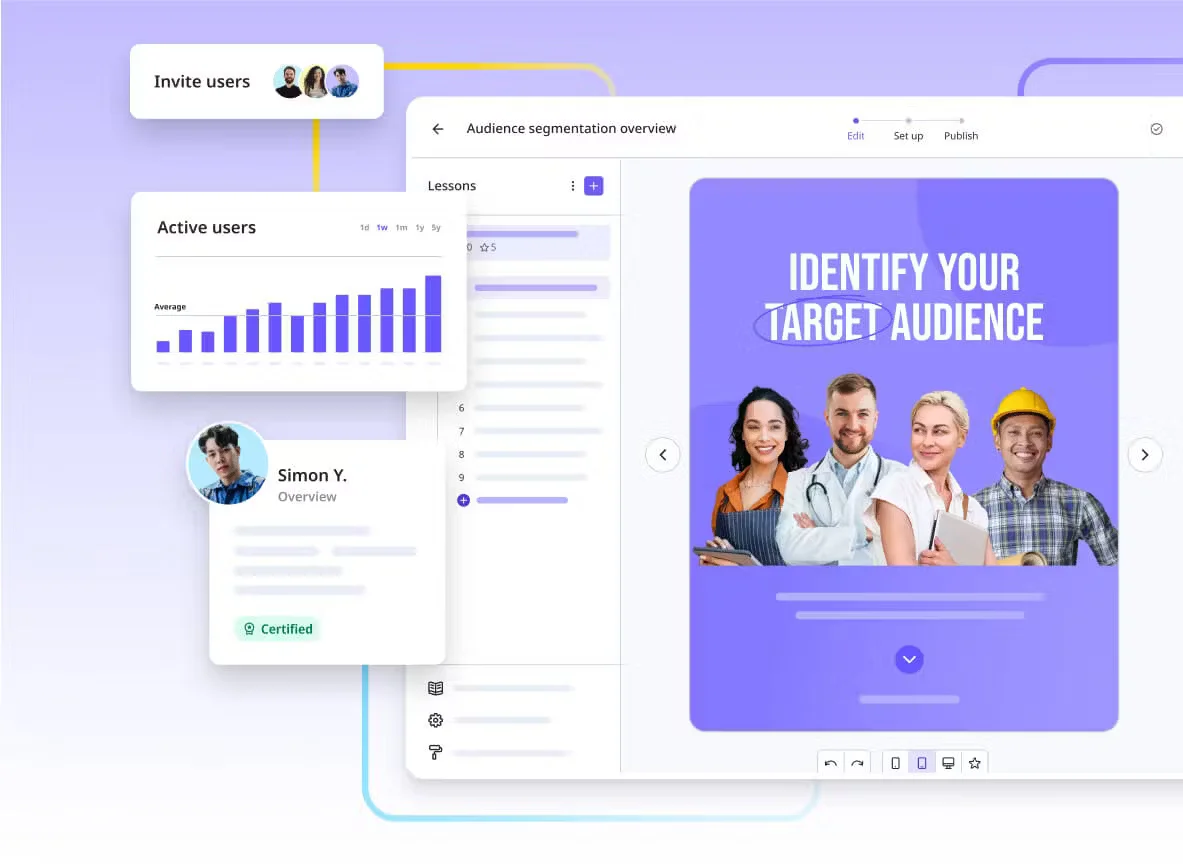 Invite users
Audience segmentation overview
Edit
Set up
Publish
Lessons
Active users
1d 1w 1m 1y 5y
Average
0 5
6
7
8
9
Simon Y.
Overview
Certified
IDENTIFY YOUR
TARGET AUDIENCE